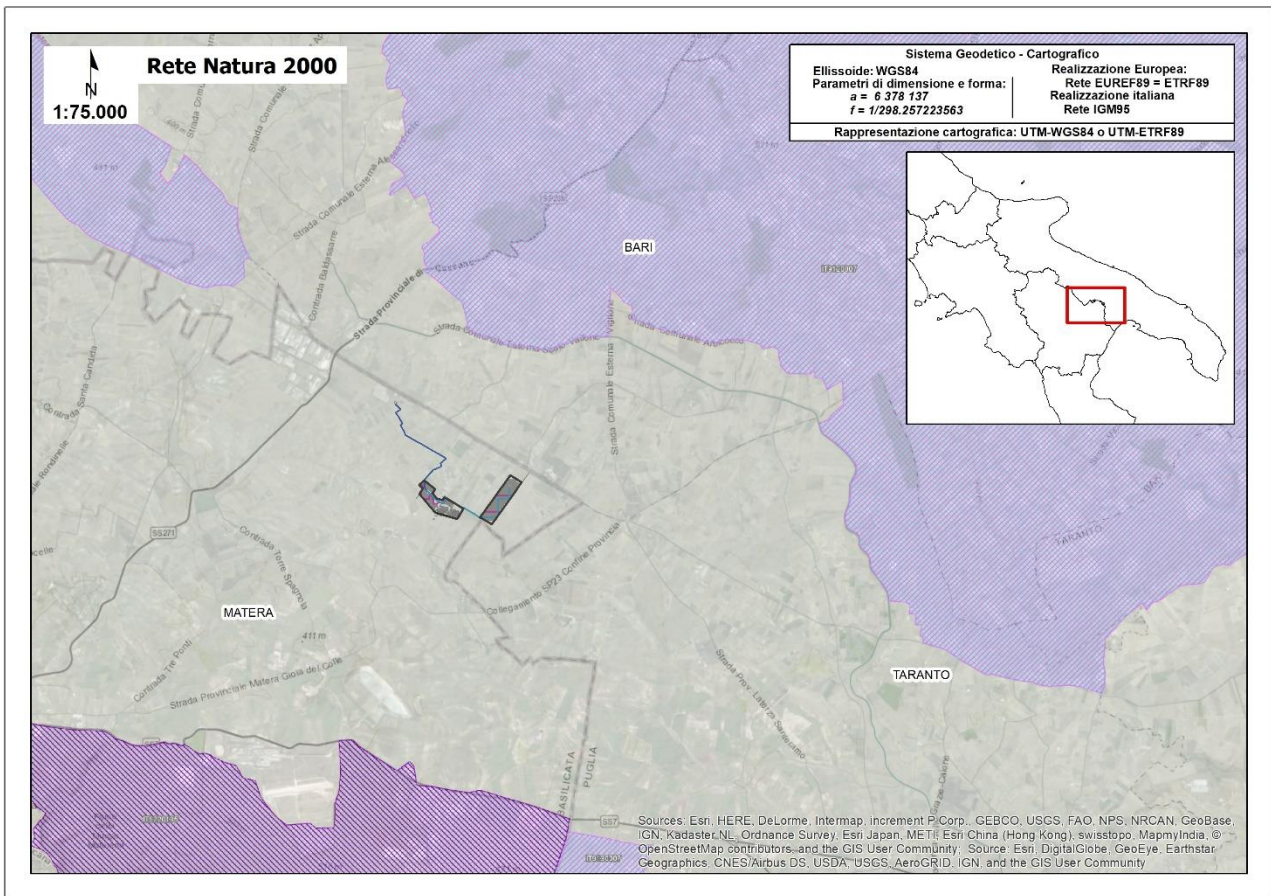 Rete Natura 2000
N
1:75.000
Sistema Geodetico - Cartografico
Ellissoide: WGS84
Parametri di dimensione e forma:
a = 6 378 137
f = 1/298.257223563
Realizzazione Europea:
Rete EUREF89 = ETRF89
Realizzazione italiana
Rete IGM95
Rappresentazione cartografica: UTM-WGS84 o UTM-ETRF89
Strada Comunale Esterna
Contrada Baldassarre
Strada Provinciale di
BARI
Strada Comunale Esterna
Contrada Santa Candida
SS271
Contrada Torre Spagnola
Collegamento SP23 Confine Provincia
MATERA
411 m
Contrada Tre Ponti
Strada Provinciale Matera Gioia del Colle
Strada Prov. Laterza Santeramo
TARANTO
TARANTO
BASILICATA
PUGLIA
SS7
Sources: Esri, HERE, DeLorme, Intermap, increment P Corp., GEBCO, USGS, FAO, NPS, NRCAN, GeoBase,
IGN, Kadaster NL, Ordnance Survey, Esri Japan, METI, Esri China (Hong Kong), swisstopo, MapmyIndia, ©
OpenStreetMap contributors, and the GIS User Community; Source: Esri, DigitalGlobe, GeoEye, Earthstar
Geographics, CNES/Airbus DS, USDA, USGS, AeroGRID, IGN, and the GIS User Community